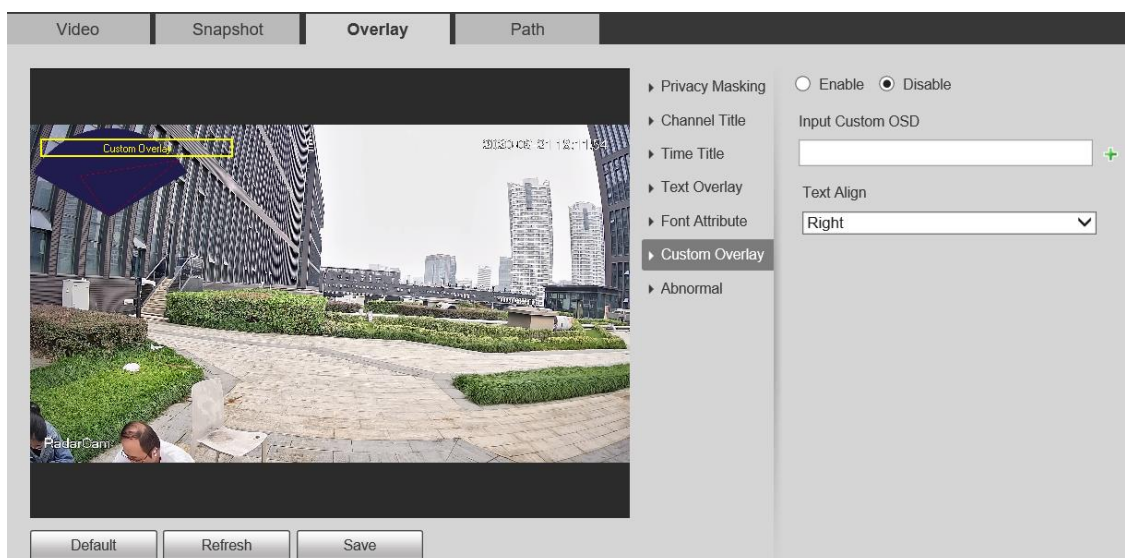 Video Snapshot Overlay Path
Privacy Masking
Channel Title
Time Title
Text Overlay
Font Attribute
Custom Overlay
Abnormal
Enable Disable
Input Custom OSD
Text Align
Right
Custom Overlay
RadarCam
Default Refresh Save